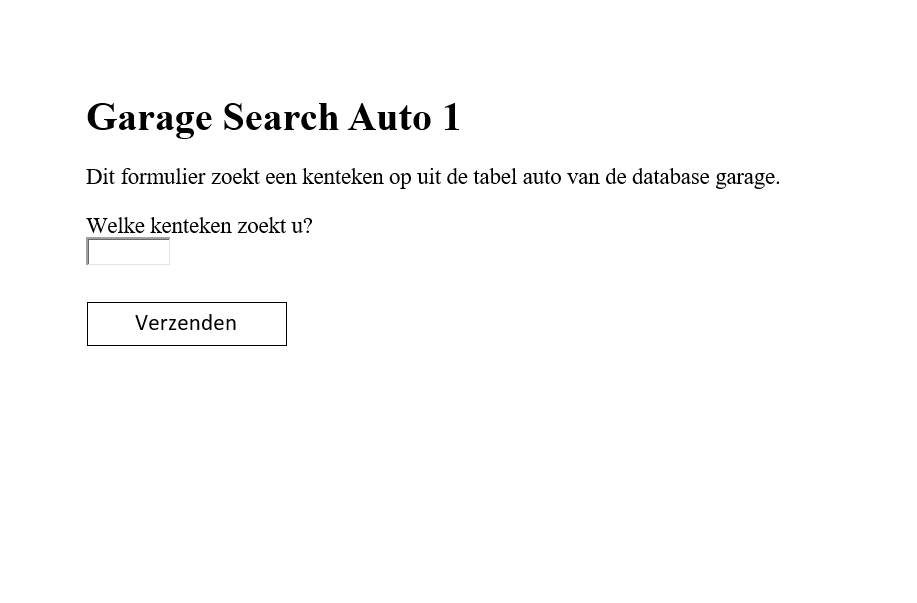 Garage Search Auto 1
Dit formulier zoekt een kenteken op uit de tabel auto van de database garage.
Welke kenteken zoekt u?
Verzenden